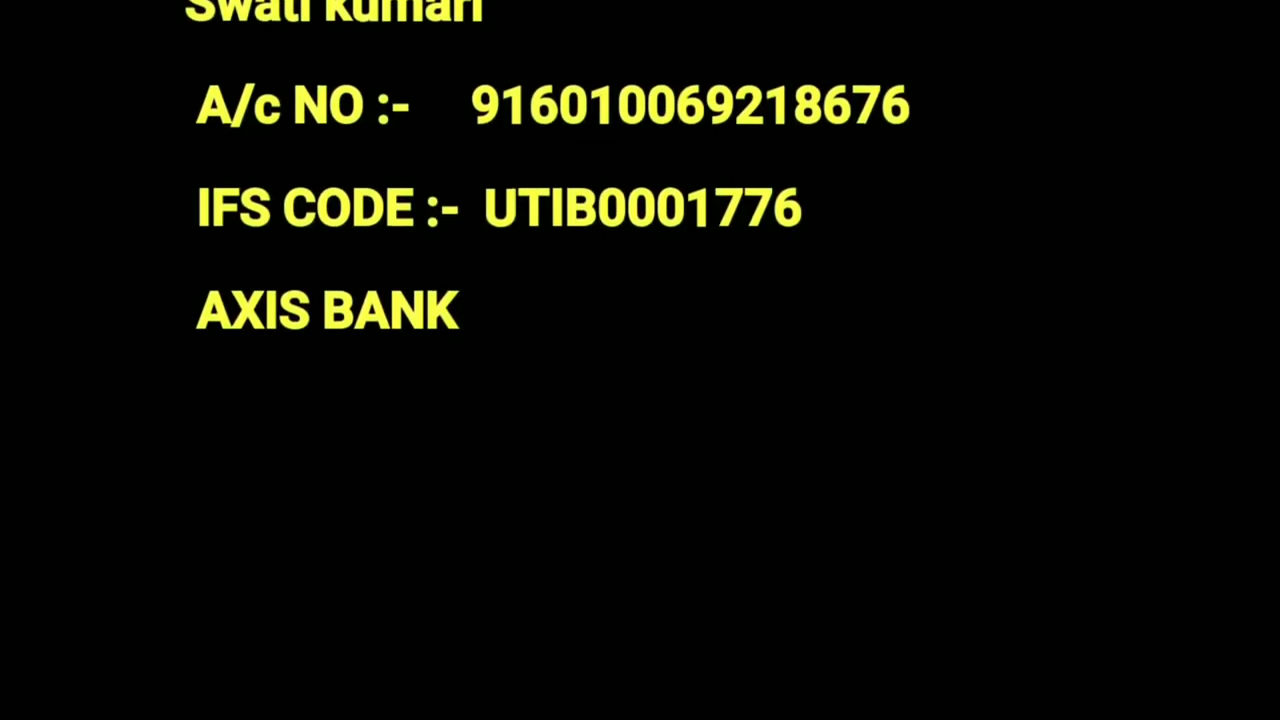 Swati kumari
A/c NO :- 916010069218676
IFS CODE :- UTIB0001776
AXIS BANK